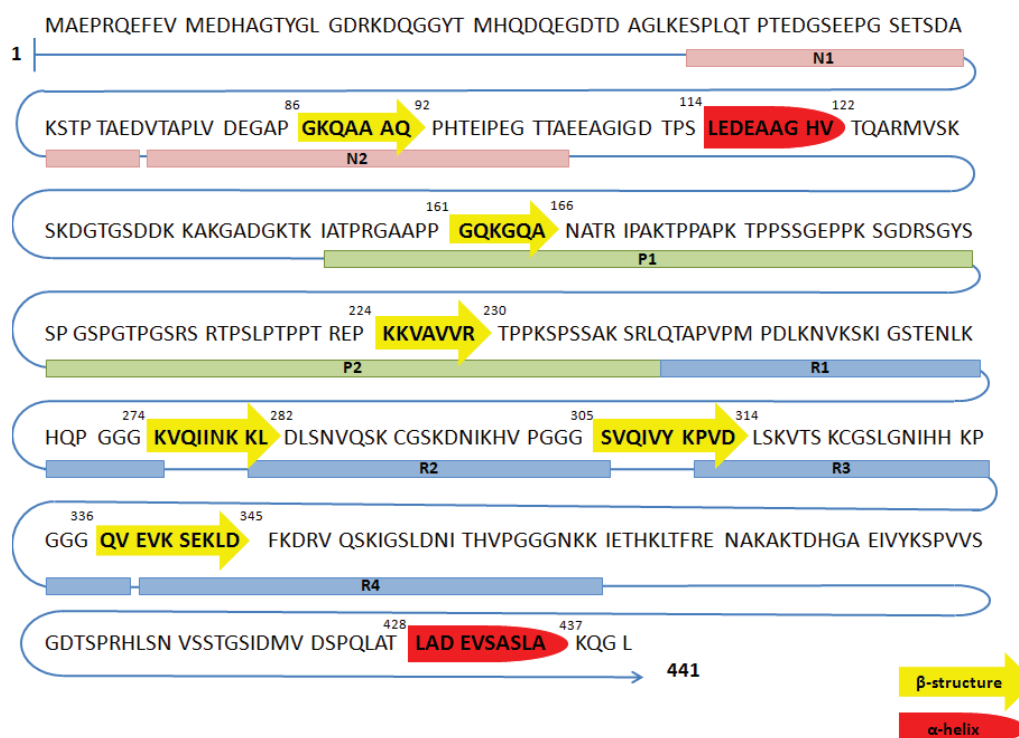 MAEPRQEFEV MEDHAGTYGL GDRKDQGGYT MHQDQEGDTD AGLKESPLQT PTEDGSEEPG SETSDA
1
N1
86 92 114 122
KSTP TAEDVTAPLV DEGAP GKQAA AQ PHTEIPEG TTAEEAGIGD TPS LEDEAAG HV TQARMVSK
N2
161 166
SKDGTGSDDK KAKGADGKTK IATPRGAAPP GQKGQA NATR IPAKTPPAPK TPPSSGEPPK SGDRSGYS
P1
224 230
SP GSPGTPGSRS RTPSLPTPPT REP KKVAVVR TPPKSPSSAK SRLQTAPVPM PDLKNVKSKI GSTENLK
P2 R1
274 282 305 314
HQP GGG KVQIINK KL DLSNVQSK CGSKDNIKHV PGGG SVQIVY KPVD LSKVTS KCGSLGNIHH KP
R2 R3
336 345
GGG QV EVK SEKLD FKDRV QSKIGSLDNI THVPGGGNKK IETHKLTFRE NAKAKTDHGA EIVYKSPVVS
R4
428 437
GDTSPRHLSN VSSTGSIDMV DSPQLAT LAD EVSASLA KQG L
441
β-structure
α-helix